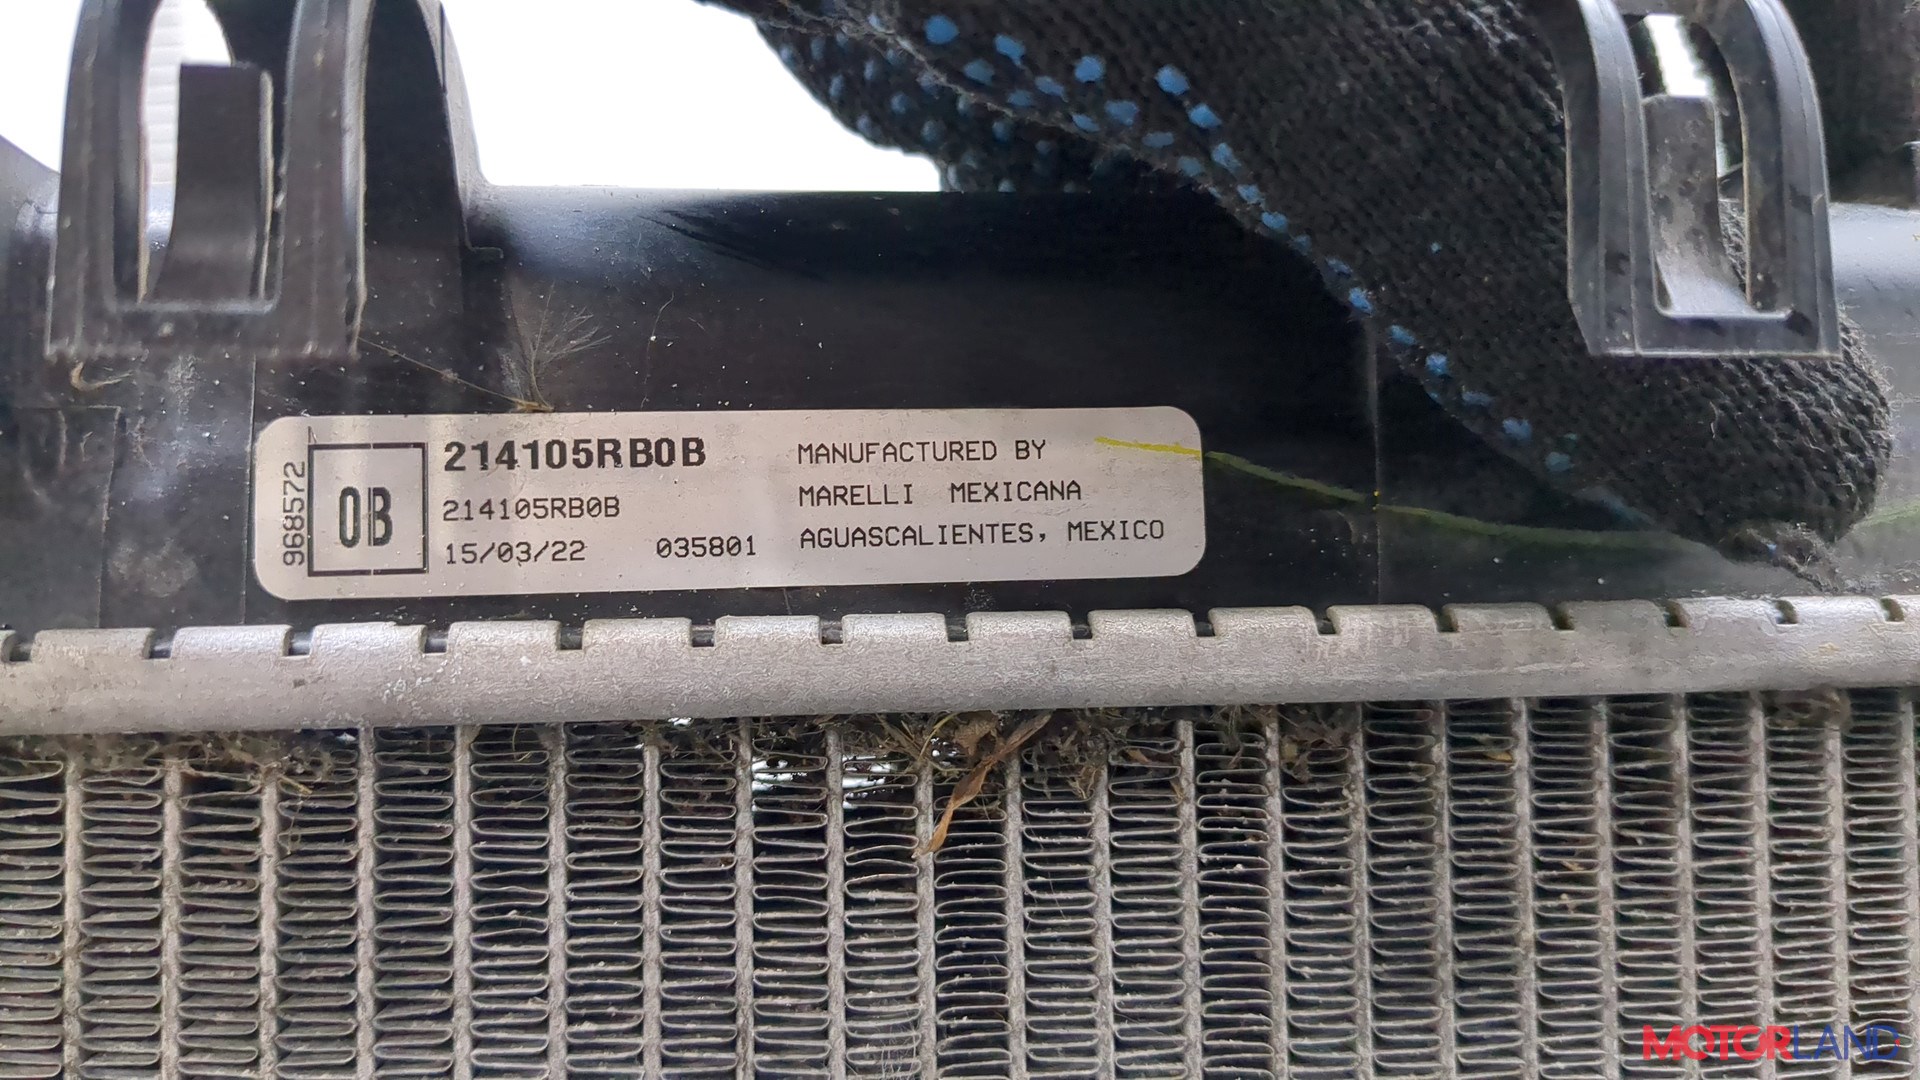 968572
0B
214105RB0B
214105RB0B
15/03/22 035801
MANUFACTURED BY
MARELLI MEXICANA
AGUASCALIENTES, MEXICO
MOTORLAND